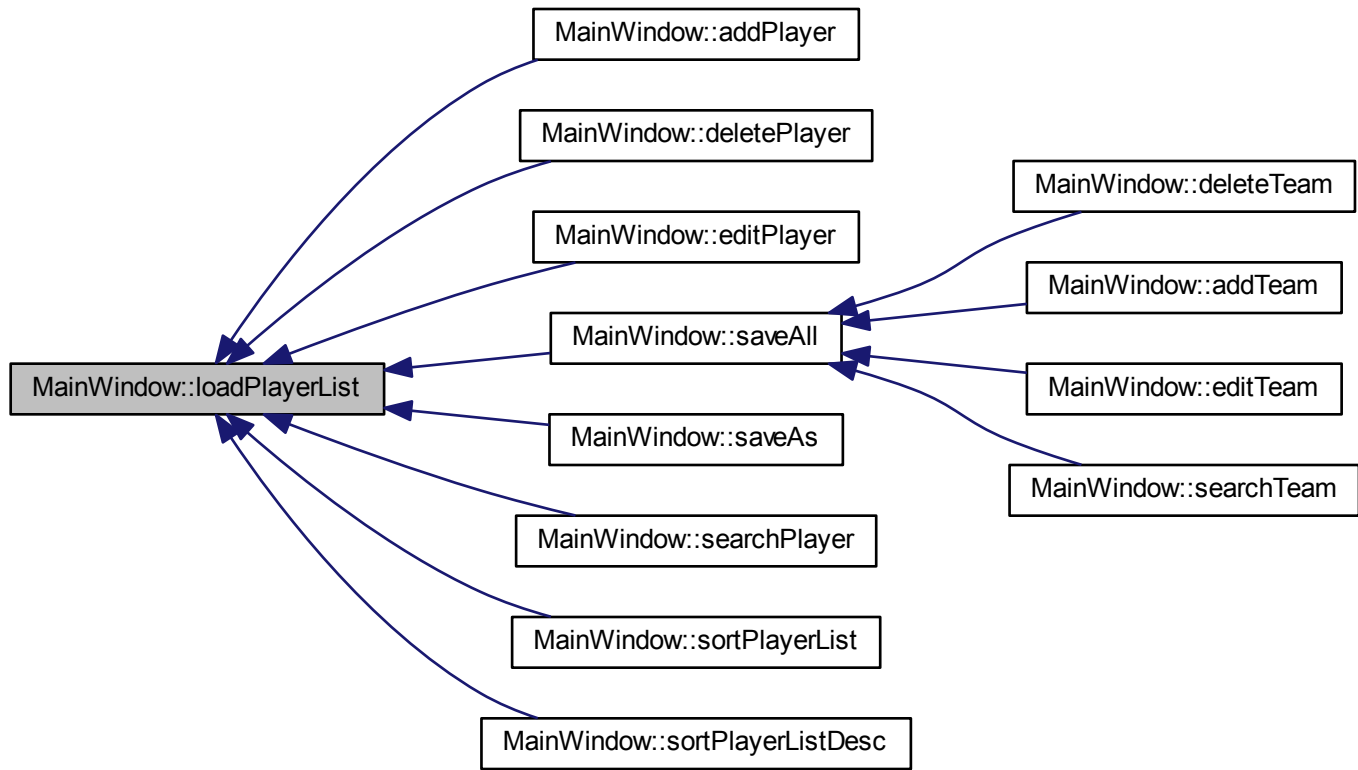 MainWindow::addPlayer
MainWindow::deletePlayer
MainWindow::deleteTeam
MainWindow::editPlayer
MainWindow::addTeam
MainWindow::saveAll
MainWindow::loadPlayerList
MainWindow::editTeam
MainWindow::saveAs
MainWindow::searchTeam
MainWindow::searchPlayer
MainWindow::sortPlayerList
MainWindow::sortPlayerListDesc